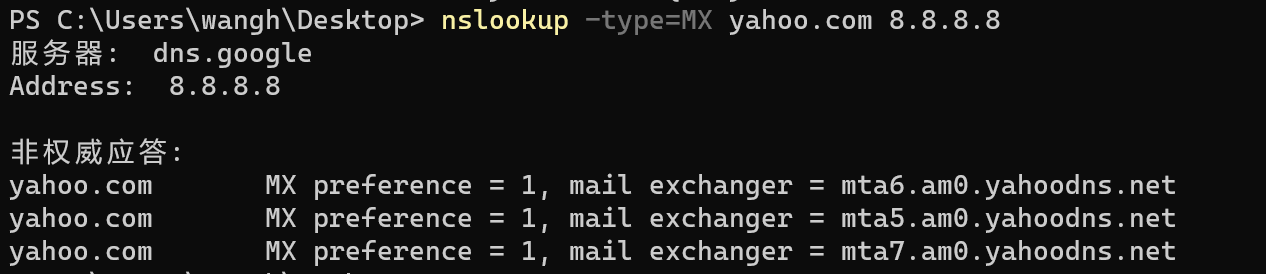 PS C:\Users\wangh\Desktop> nslookup -type=MX yahoo.com 8.8.8.8
服务器:  dns.google
Address:  8.8.8.8
非权威应答:
yahoo.com       MX preference = 1, mail exchanger = mta6.am0.yahoodns.net
yahoo.com       MX preference = 1, mail exchanger = mta5.am0.yahoodns.net
yahoo.com       MX preference = 1, mail exchanger = mta7.am0.yahoodns.net